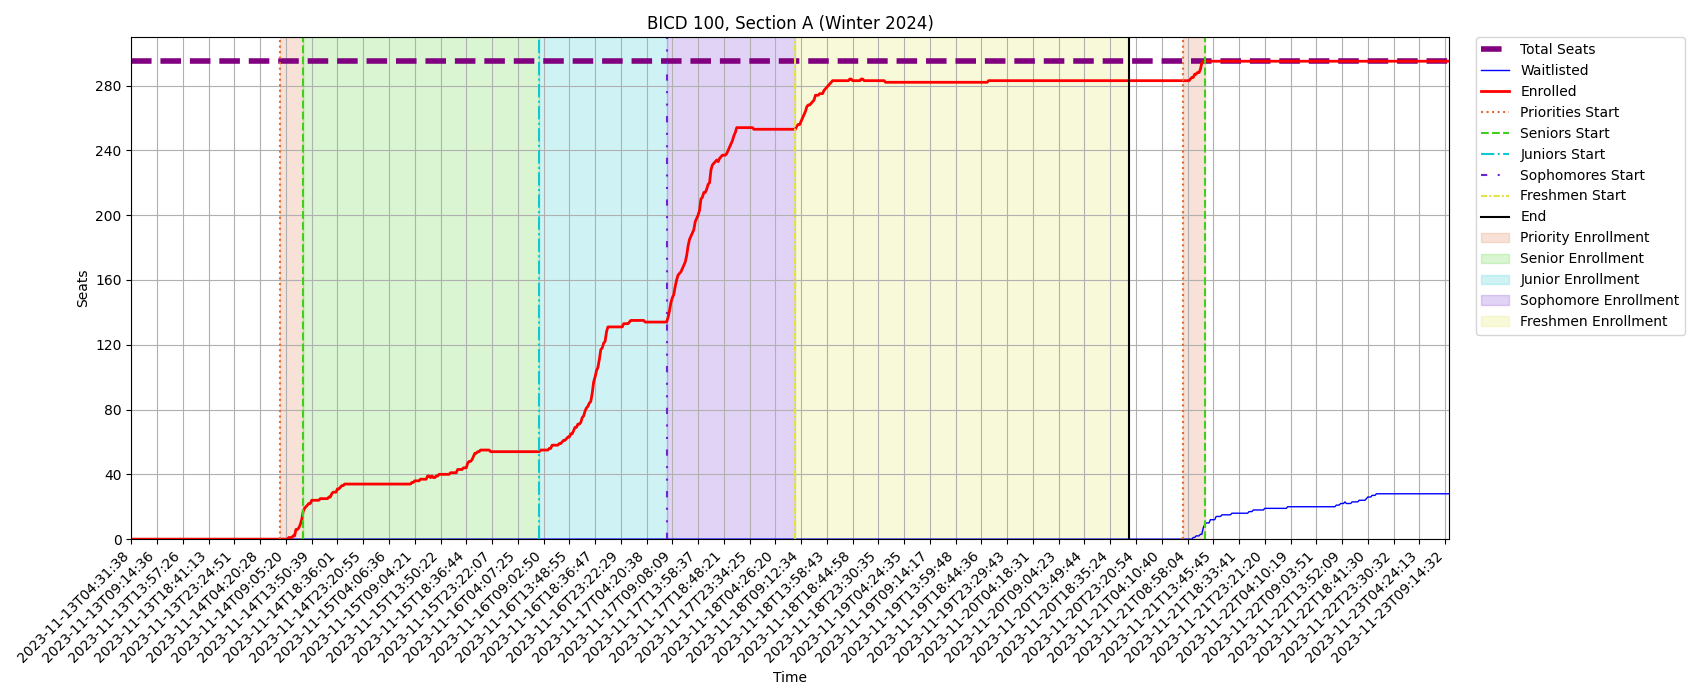 BICD 100, Section A (Winter 2024)
Seats
280
240
200
160
120
80
40
0
Total Seats
Waitlisted
Enrolled
Priorities Start
Seniors Start
Juniors Start
Sophomores Start
Freshmen Start
End
Priority Enrollment
Senior Enrollment
Junior Enrollment
Sophomore Enrollment
Freshmen Enrollment
2023-11-13T04:31:38
2023-11-13T09:14:36
2023-11-13T13:57:26
2023-11-13T18:41:13
2023-11-13T23:24:51
2023-11-14T04:20:28
2023-11-14T09:05:20
2023-11-14T13:50:39
2023-11-14T18:36:01
2023-11-14T23:20:55
2023-11-15T04:06:36
2023-11-15T09:04:21
2023-11-15T13:50:22
2023-11-15T18:36:44
2023-11-15T23:22:07
2023-11-16T04:07:25
2023-11-16T09:02:50
2023-11-16T13:48:55
2023-11-16T18:36:47
2023-11-16T23:22:29
2023-11-17T04:20:38
2023-11-17T09:08:09
2023-11-17T13:58:37
2023-11-17T18:48:21
2023-11-17T23:34:25
2023-11-18T04:26:20
2023-11-18T09:12:34
2023-11-18T13:58:43
2023-11-18T18:44:58
2023-11-18T23:30:35
2023-11-19T04:24:35
2023-11-19T09:14:17
2023-11-19T13:59:48
2023-11-19T18:44:36
2023-11-19T23:29:43
2023-11-20T04:18:31
2023-11-20T09:04:23
2023-11-20T13:49:44
2023-11-20T18:35:24
2023-11-20T23:20:54
2023-11-21T04:10:40
2023-11-21T08:58:04
2023-11-21T13:45:45
2023-11-21T18:33:41
2023-11-21T23:21:20
2023-11-22T04:10:19
2023-11-22T09:03:51
2023-11-22T13:52:09
2023-11-22T18:41:30
2023-11-22T23:30:32
2023-11-23T04:24:13
2023-11-23T09:14:32
Time